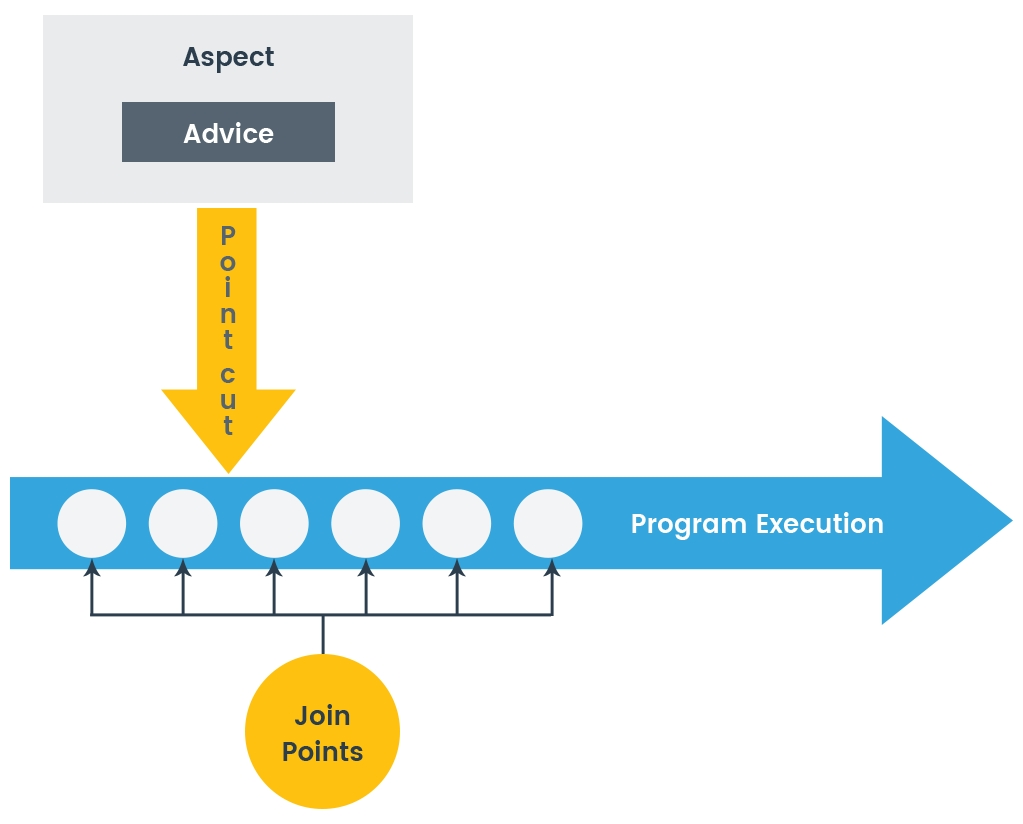 Aspect
Advice
Point cut
Program Execution
Join
Points